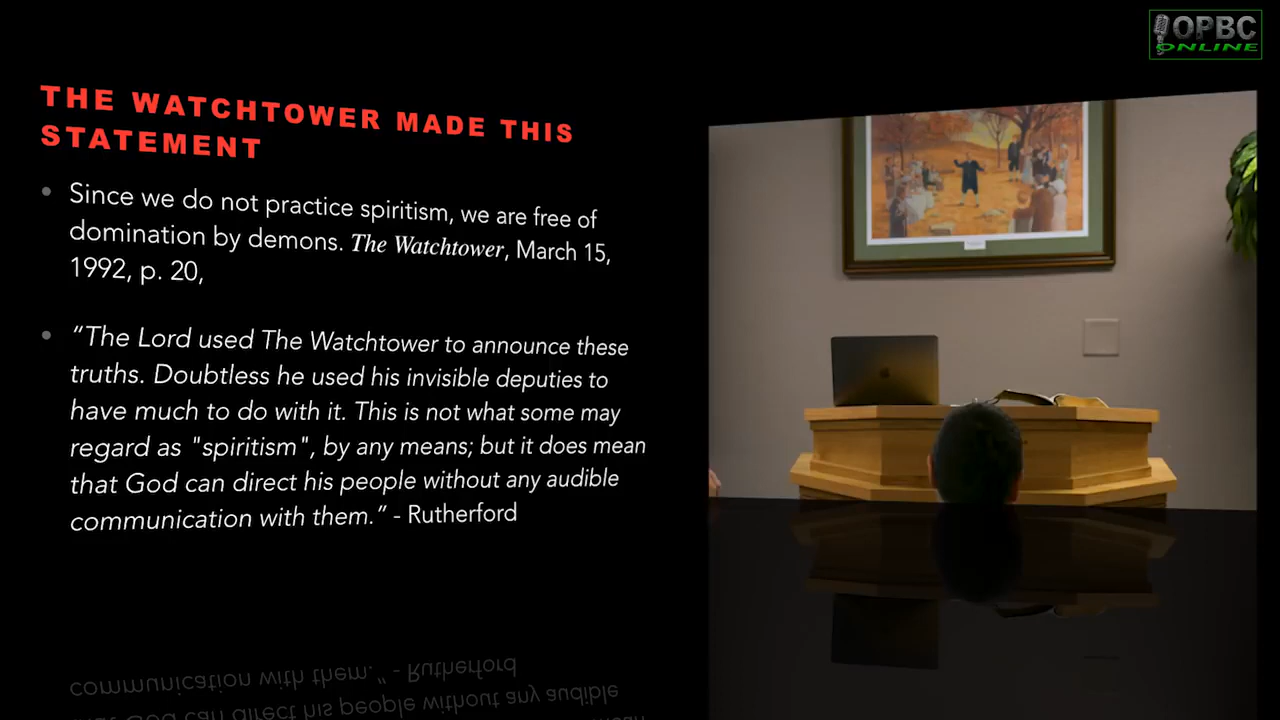 OPBC
ONLINE
THE WATCHTOWER MADE THIS
STATEMENT
Since we do not practice spiritism, we are free of
domination by demons. The Watchtower, March 15,
1992, p. 20,
“The Lord used The Watchtower to announce these
truths. Doubtless he used his invisible deputies to
have much to do with it. This is not what some may
regard as "spiritism", by any means; but it does mean
that God can direct his people without any audible
communication with them.” - Rutherford